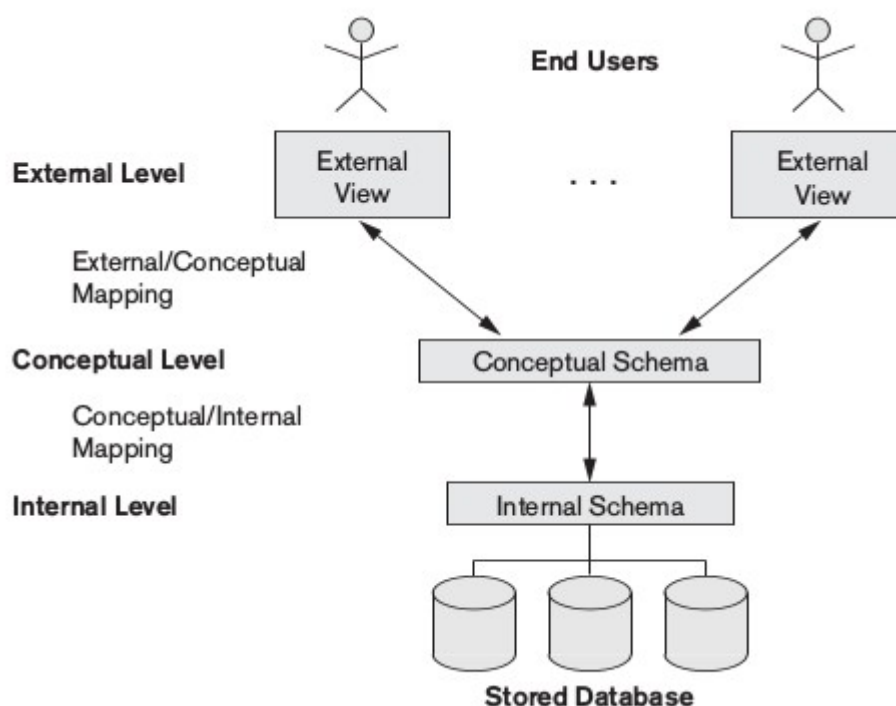 End Users
External Level
External
View
. . .
External
View
External/Conceptual
Mapping
Conceptual Level
Conceptual Schema
Conceptual/Internal
Mapping
Internal Level
Internal Schema
Stored Database